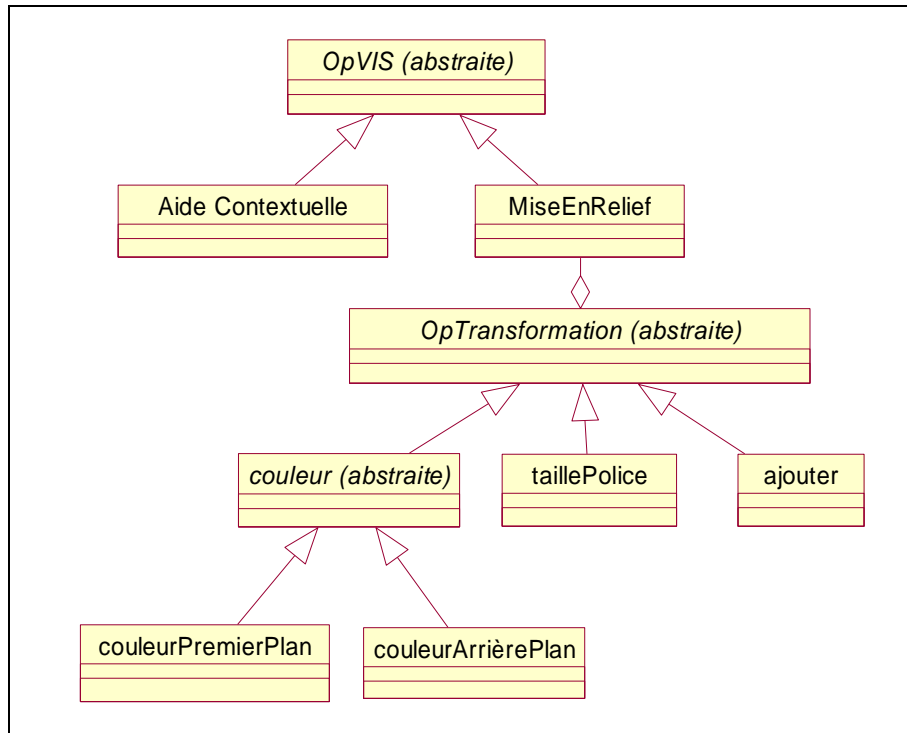 OpVIS (abstraite)
Aide Contextuelle
MiseEnRelief
OpTransformation (abstraite)
couleur (abstraite)
taillePolice
ajouter
couleurPremierPlan
couleurArrièrePlan